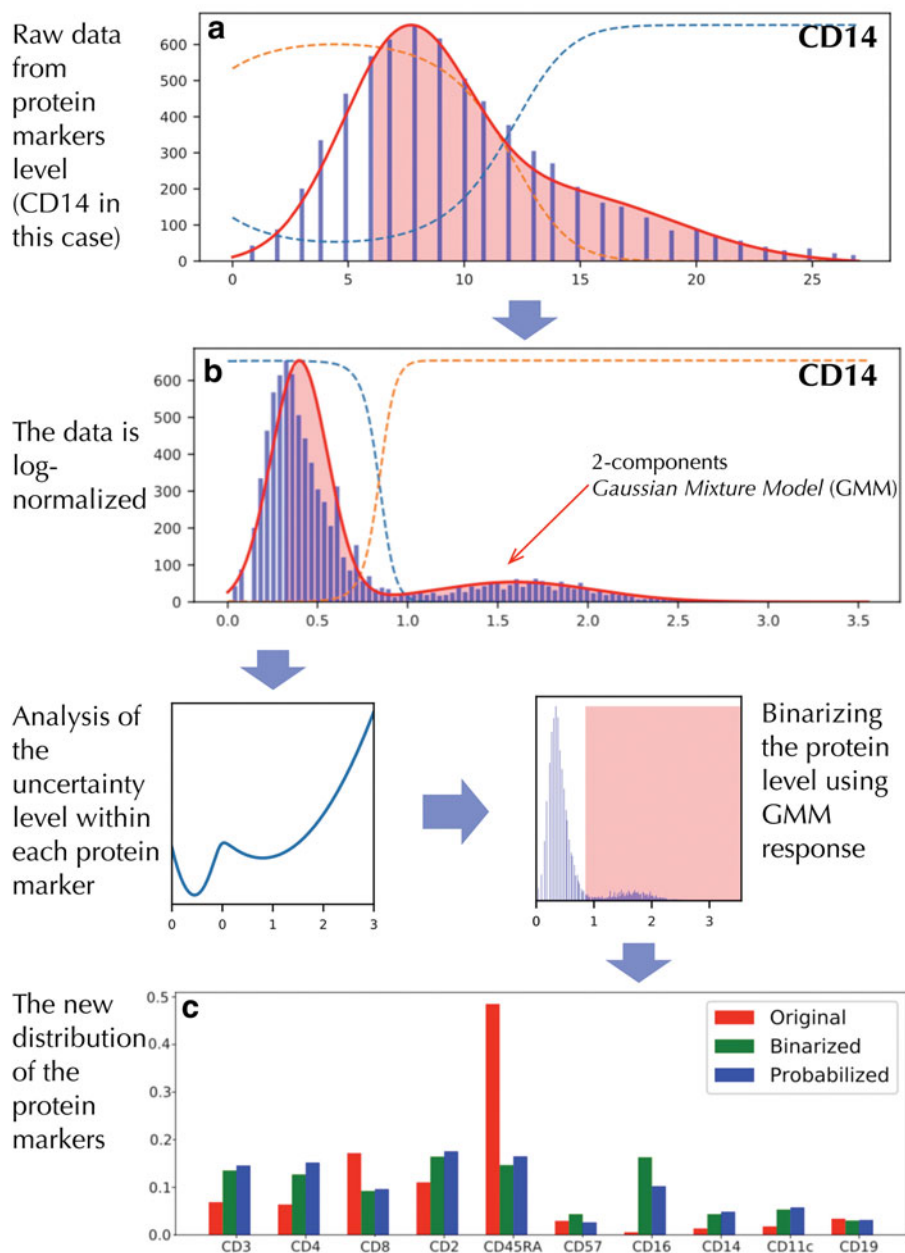 Raw data
from
protein
markers
level
(CD14 in
this case)
a
CD14
600
500
400
300
200
100
0
0 5 10 15 20 25
The data is
log-
normalized
b
CD14
600
500
400
300
200
100
0
2-components
Gaussian Mixture Model (GMM)
0.0 0.5 1.0 1.5 2.0 2.5 3.0 3.5
Analysis of
the
uncertainty
level within
each protein
marker
0 0 1 2 3
0 1 2 3
Binarizing
the protein
level using
GMM
response
The new
distribution
of the
protein
markers
c
0.5
0.4
0.3
0.2
0.1
0.0
Original
Binarized
Probabilized
CD3 CD4 CD8 CD2 CD45RA CD57 CD16 CD14 CD11c CD19